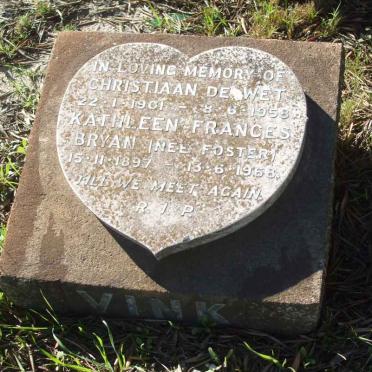 IN LOVING MEMORY OF
CHRISTIAAN DE WET
22·1·1901 - 8·6·1958
KATHLEEN FRANCES
BRYAN (NEE FOSTER)
15·11·1897 - 13·6·1968
TILL WE MEET AGAIN
R.I.P.
VINK